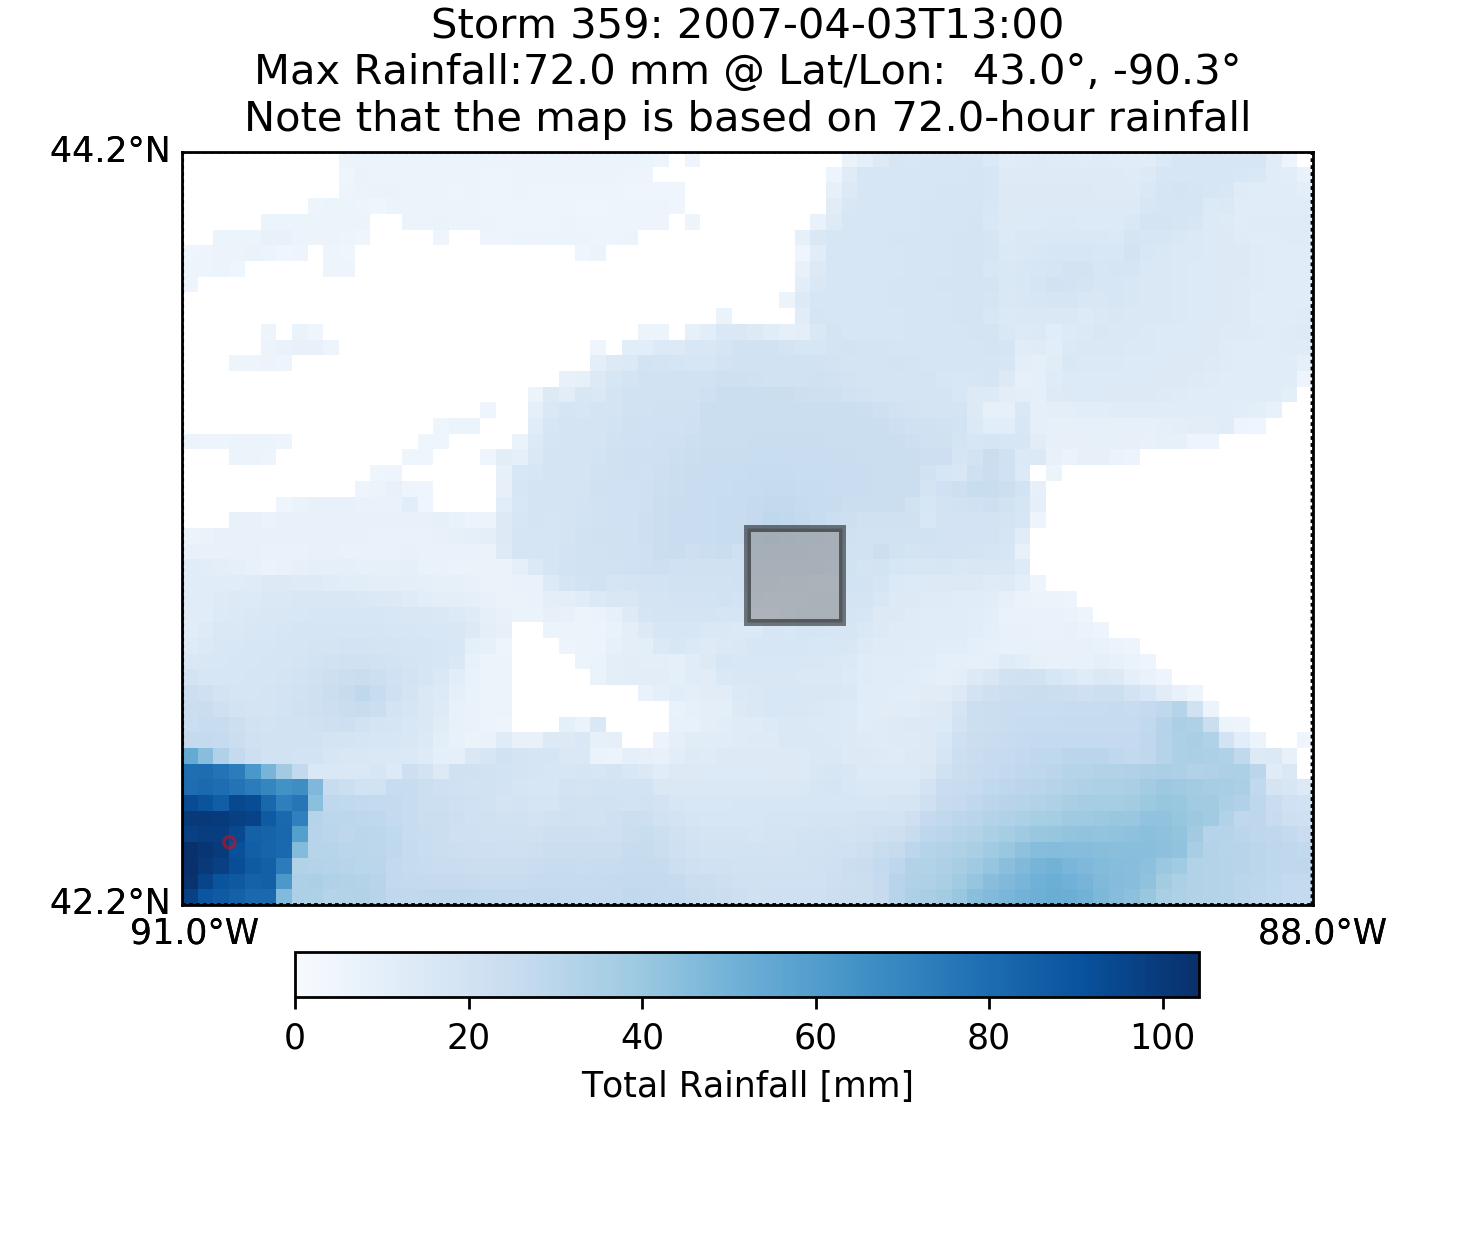 Storm 359: 2007-04-03T13:00
Max Rainfall:72.0 mm @ Lat/Lon:  43.0°, -90.3°
Note that the map is based on 72.0-hour rainfall
44.2°N
42.2°N
91.0°W 88.0°W
0 20 40 60 80 100
Total Rainfall [mm]